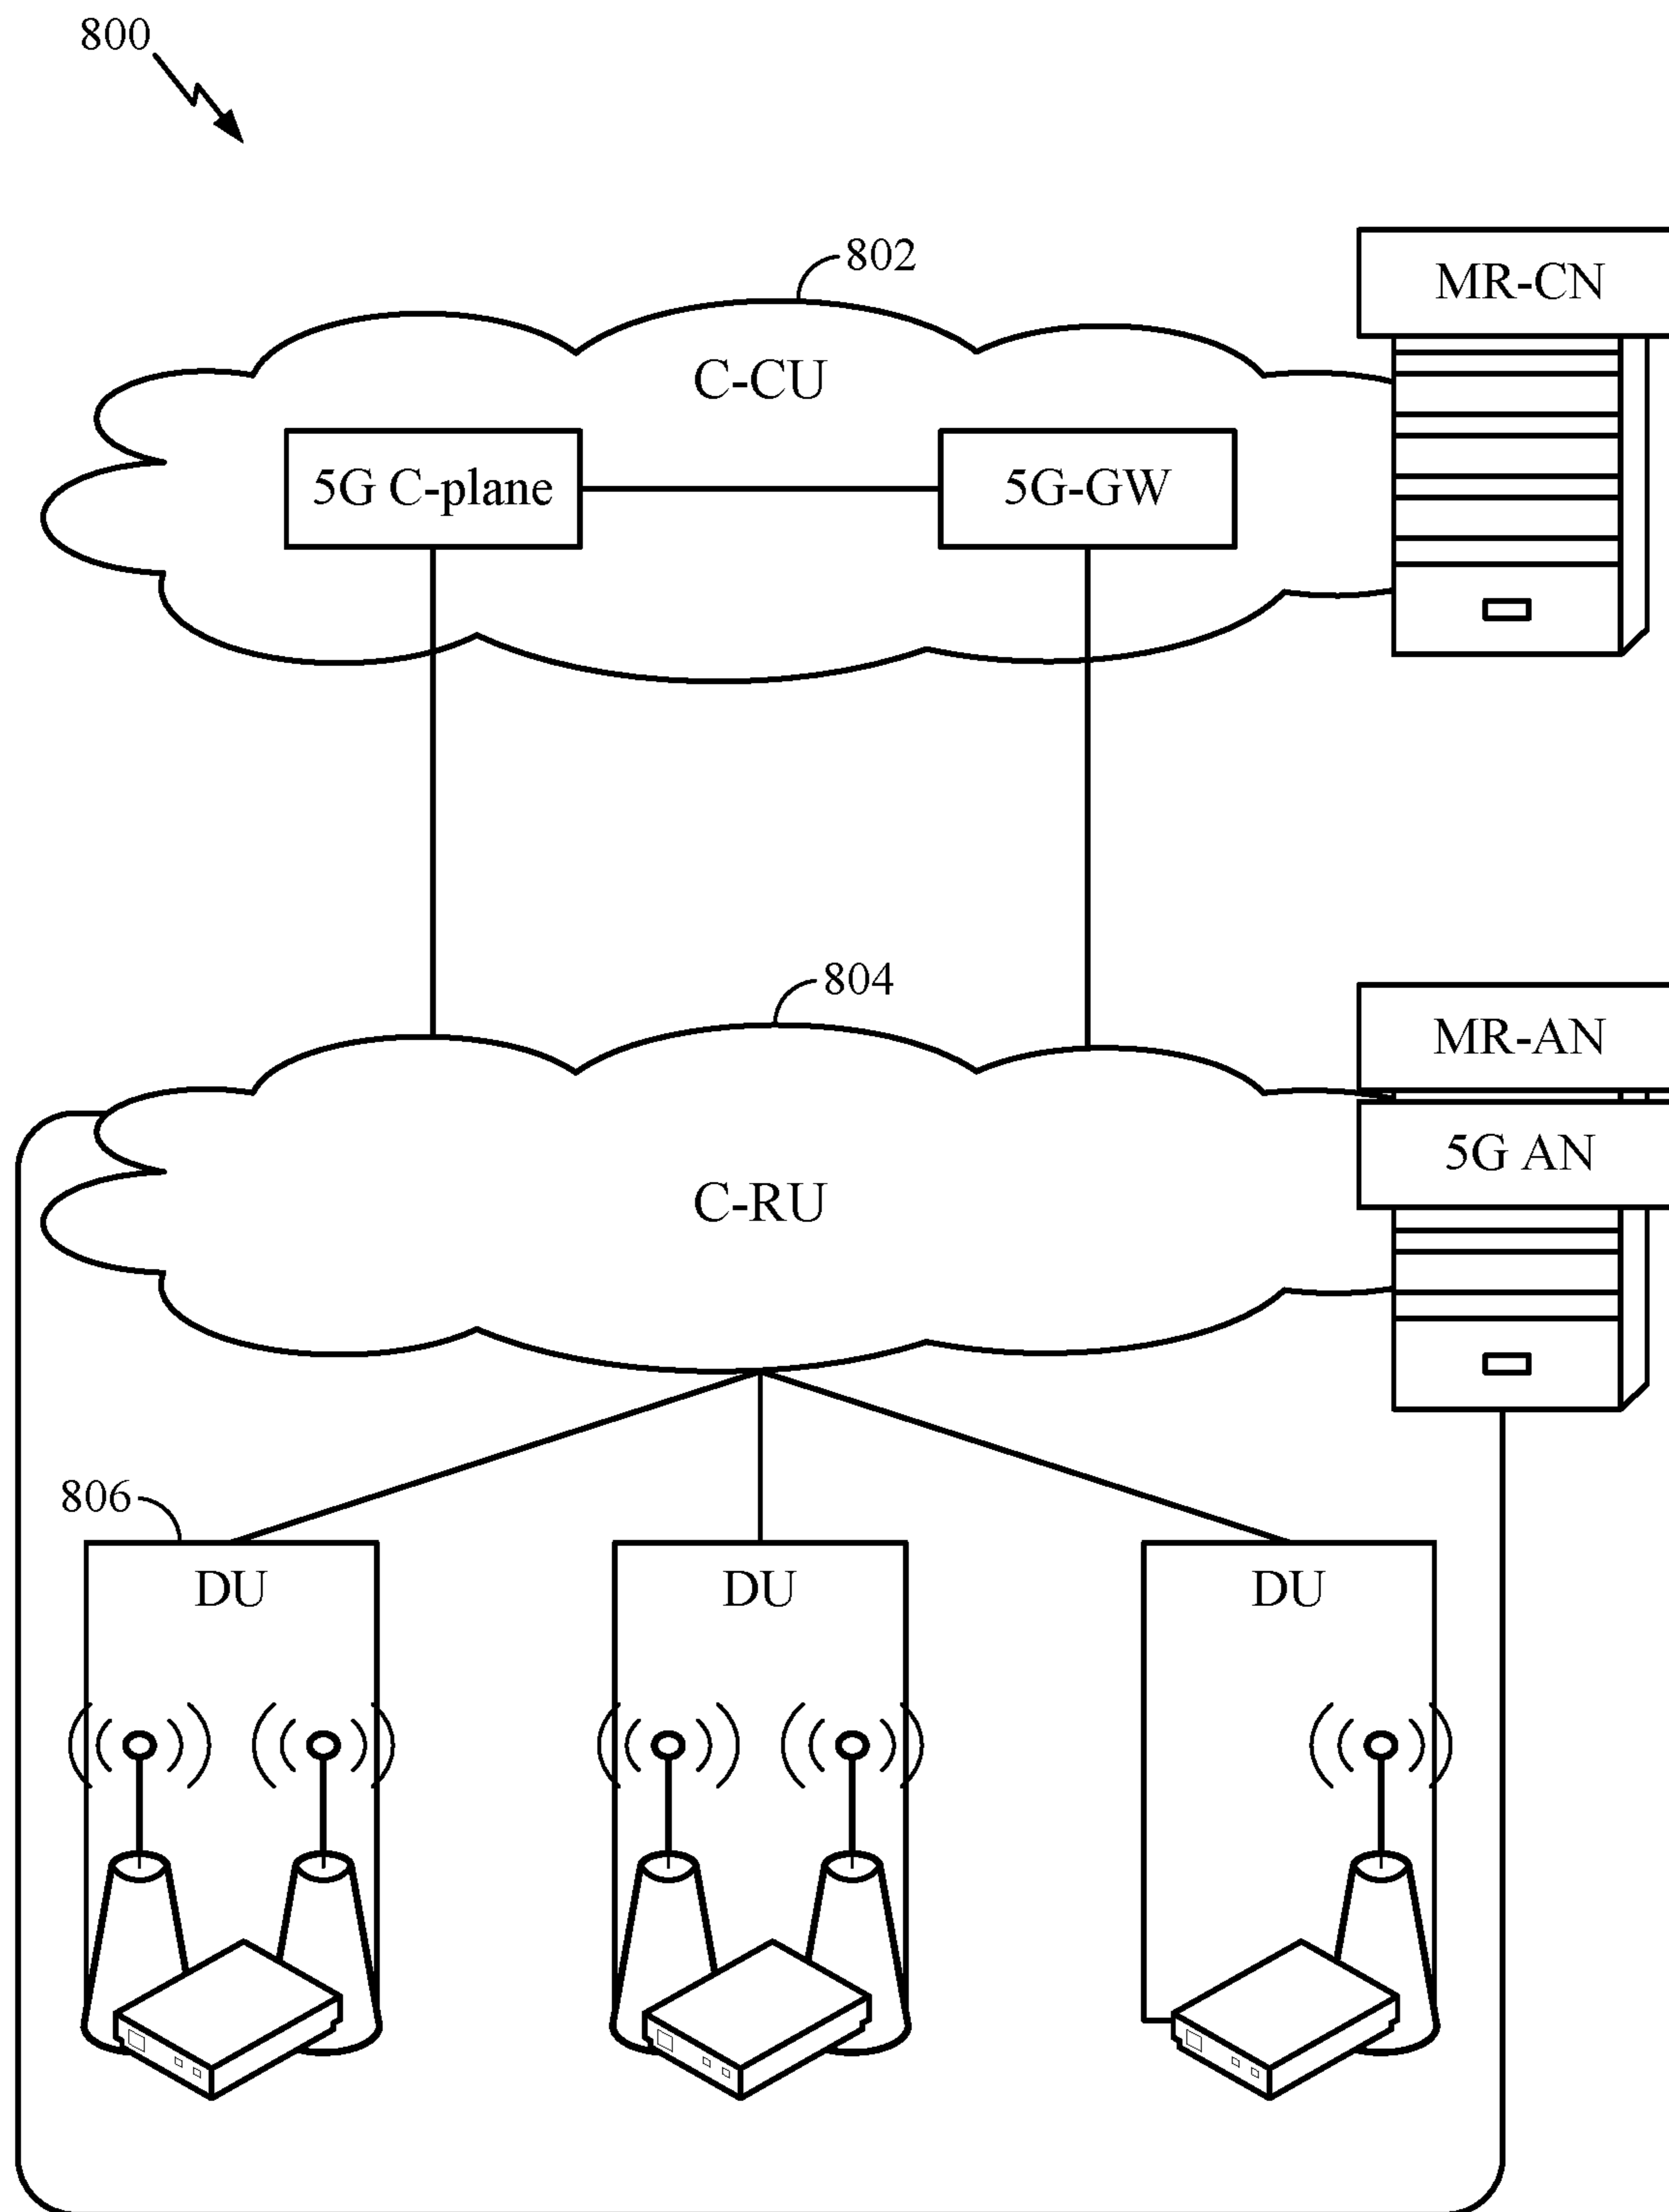 800
802
MR-CN
C-CU
5G C-plane
5G-GW
804
MR-AN
5G AN
C-RU
806
DU
DU
DU